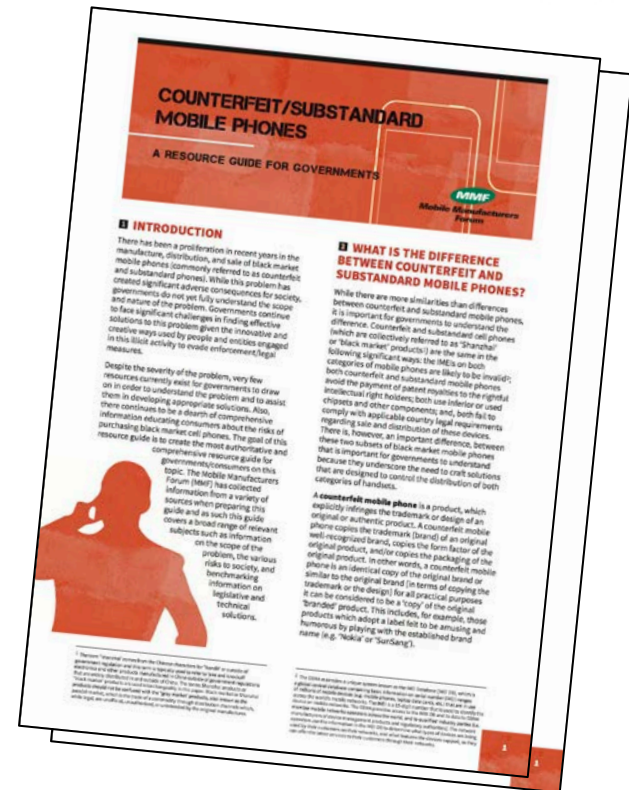 COUNTERFEIT/SUBSTANDARD
MOBILE PHONES
A RESOURCE GUIDE FOR GOVERNMENTS
MMF
Mobile Manufacturers
Forum
1 INTRODUCTION
There has been a proliferation in recent years in the
manufacture, distribution, and sale of black market
mobile phones (commonly referred to as counterfeit
and substandard phones). While this problem has
created significant adverse consequences for society,
governments do not yet fully understand the scope
and nature of the problem. Governments continue
to face significant challenges in finding effective
solutions to this problem given the innovative and
creative ways used by people and entities engaged
in this illicit activity to evade enforcement/legal
measures.
Despite the severity of the problem, very few
resources currently exist for governments to draw
on in order to understand the problem and to assist
them in developing appropriate solutions. Also,
there continues to be a dearth of comprehensive
information educating consumers about the risks of
purchasing black market cell phones. The goal of this
resource guide is to create the most authoritative and
comprehensive resource guide for
governments/consumers on this
topic. The Mobile Manufacturers
Forum (MMF) has collected
information from a variety of
sources when preparing this
guide and as such this guide
covers a broad range of relevant
subjects such as information
on the scope of the
problem, the various
risks to society, and
benchmarking
information on
legislative and
technical
solutions.
2 WHAT IS THE DIFFERENCE
BETWEEN COUNTERFEIT AND
SUBSTANDARD MOBILE PHONES?
While there are more similarities than differences
between counterfeit and substandard mobile phones,
it is important for governments to understand the
difference. Counterfeit and substandard cell phones
(which are collectively referred to as 'Shanzhai'
or 'black market' products¹) are the same in the
following significant ways: the IMEIs on both
categories of mobile phones are likely to be invalid²;
both counterfeit and substandard mobile phones
avoid the payment of patent royalties to the rightful
intellectual right holders; both use inferior or used
chipsets and other components; and, both fail to
comply with applicable country legal requirements
regarding sale and distribution of these devices.
There is, however, an important difference, between
these two subsets of black market mobile phones
that is important for governments to understand
because they underscore the need to craft solutions
that are designed to control the distribution of both
categories of handsets.
A counterfeit mobile phone is a product, which
explicitly infringes the trademark or design of an
original or authentic product. A counterfeit mobile
phone copies the trademark (brand) of an original
well-recognized brand, copies the form factor of the
original product, and/or copies the packaging of the
original product. In other words, a counterfeit mobile
phone is an identical copy of the original brand or
similar to the original brand (in terms of copying the
trademark or the design) for all practical purposes
it can be considered to be a 'copy' of the original
'branded' product. This includes, for example, those
products which adopt a label felt to be amusing and
humorous by playing with the established brand
name (e.g. 'Nokla' or 'SunSang').
1
1